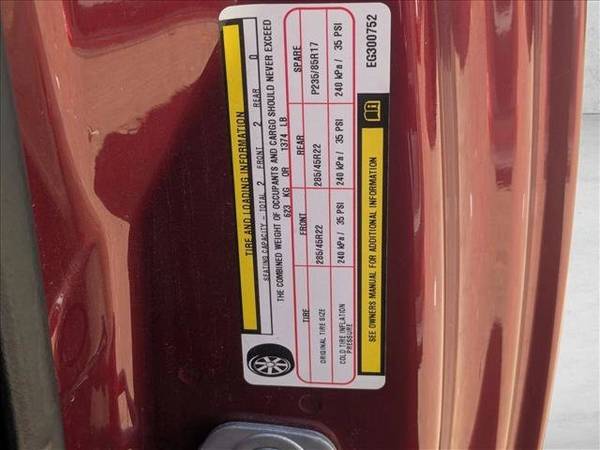 TIRE AND LOADING INFORMATION
SEATING CAPACITY - TOTAL 2 FRONT 2 REAR 0
THE COMBINED WEIGHT OF OCCUPANTS AND CARGO SHOULD NEVER EXCEED
623 KG OR 1374 LB
TIRE FRONT REAR SPARE
ORIGINAL TIRE SIZE 285/45R22 285/45R22 P235/85R17
COLD TIRE INFLATION PRESSURE 240 kPa / 35 PSI 240 kPa / 35 PSI 240 kPa / 35 PSI
SEE OWNERS MANUAL FOR ADDITIONAL INFORMATION
EG300752